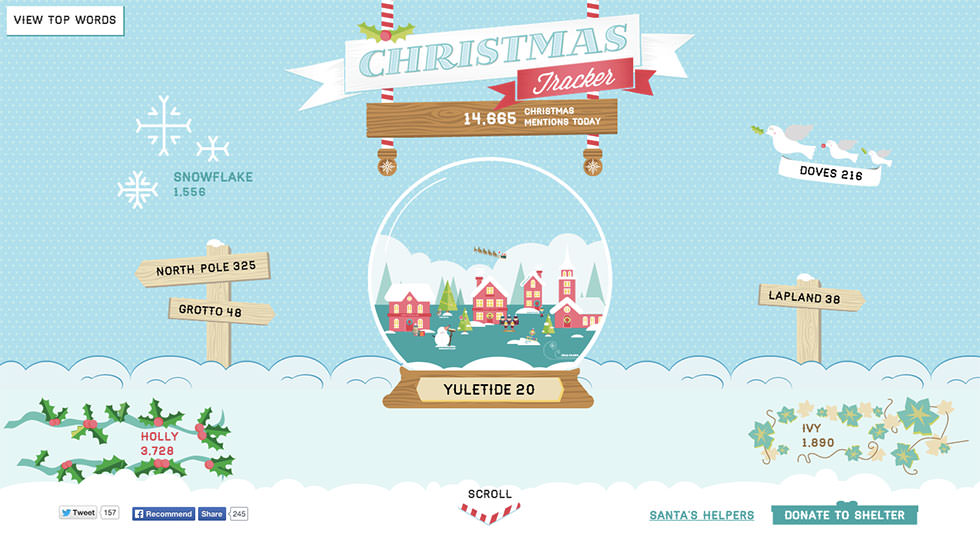 VIEW TOP WORDS
CHRISTMAS
Tracker
14.665 CHRISTMAS
MENTIONS TODAY
SNOWFLAKE
1.556
DOVES 216
NORTH POLE 325
GROTTO 48
LAPLAND 38
YULETIDE 20
HOLLY
3.728
IVY
1.890
SCROLL
Tweet 157
Recommend Share 245
SANTA'S HELPERS
DONATE TO SHELTER